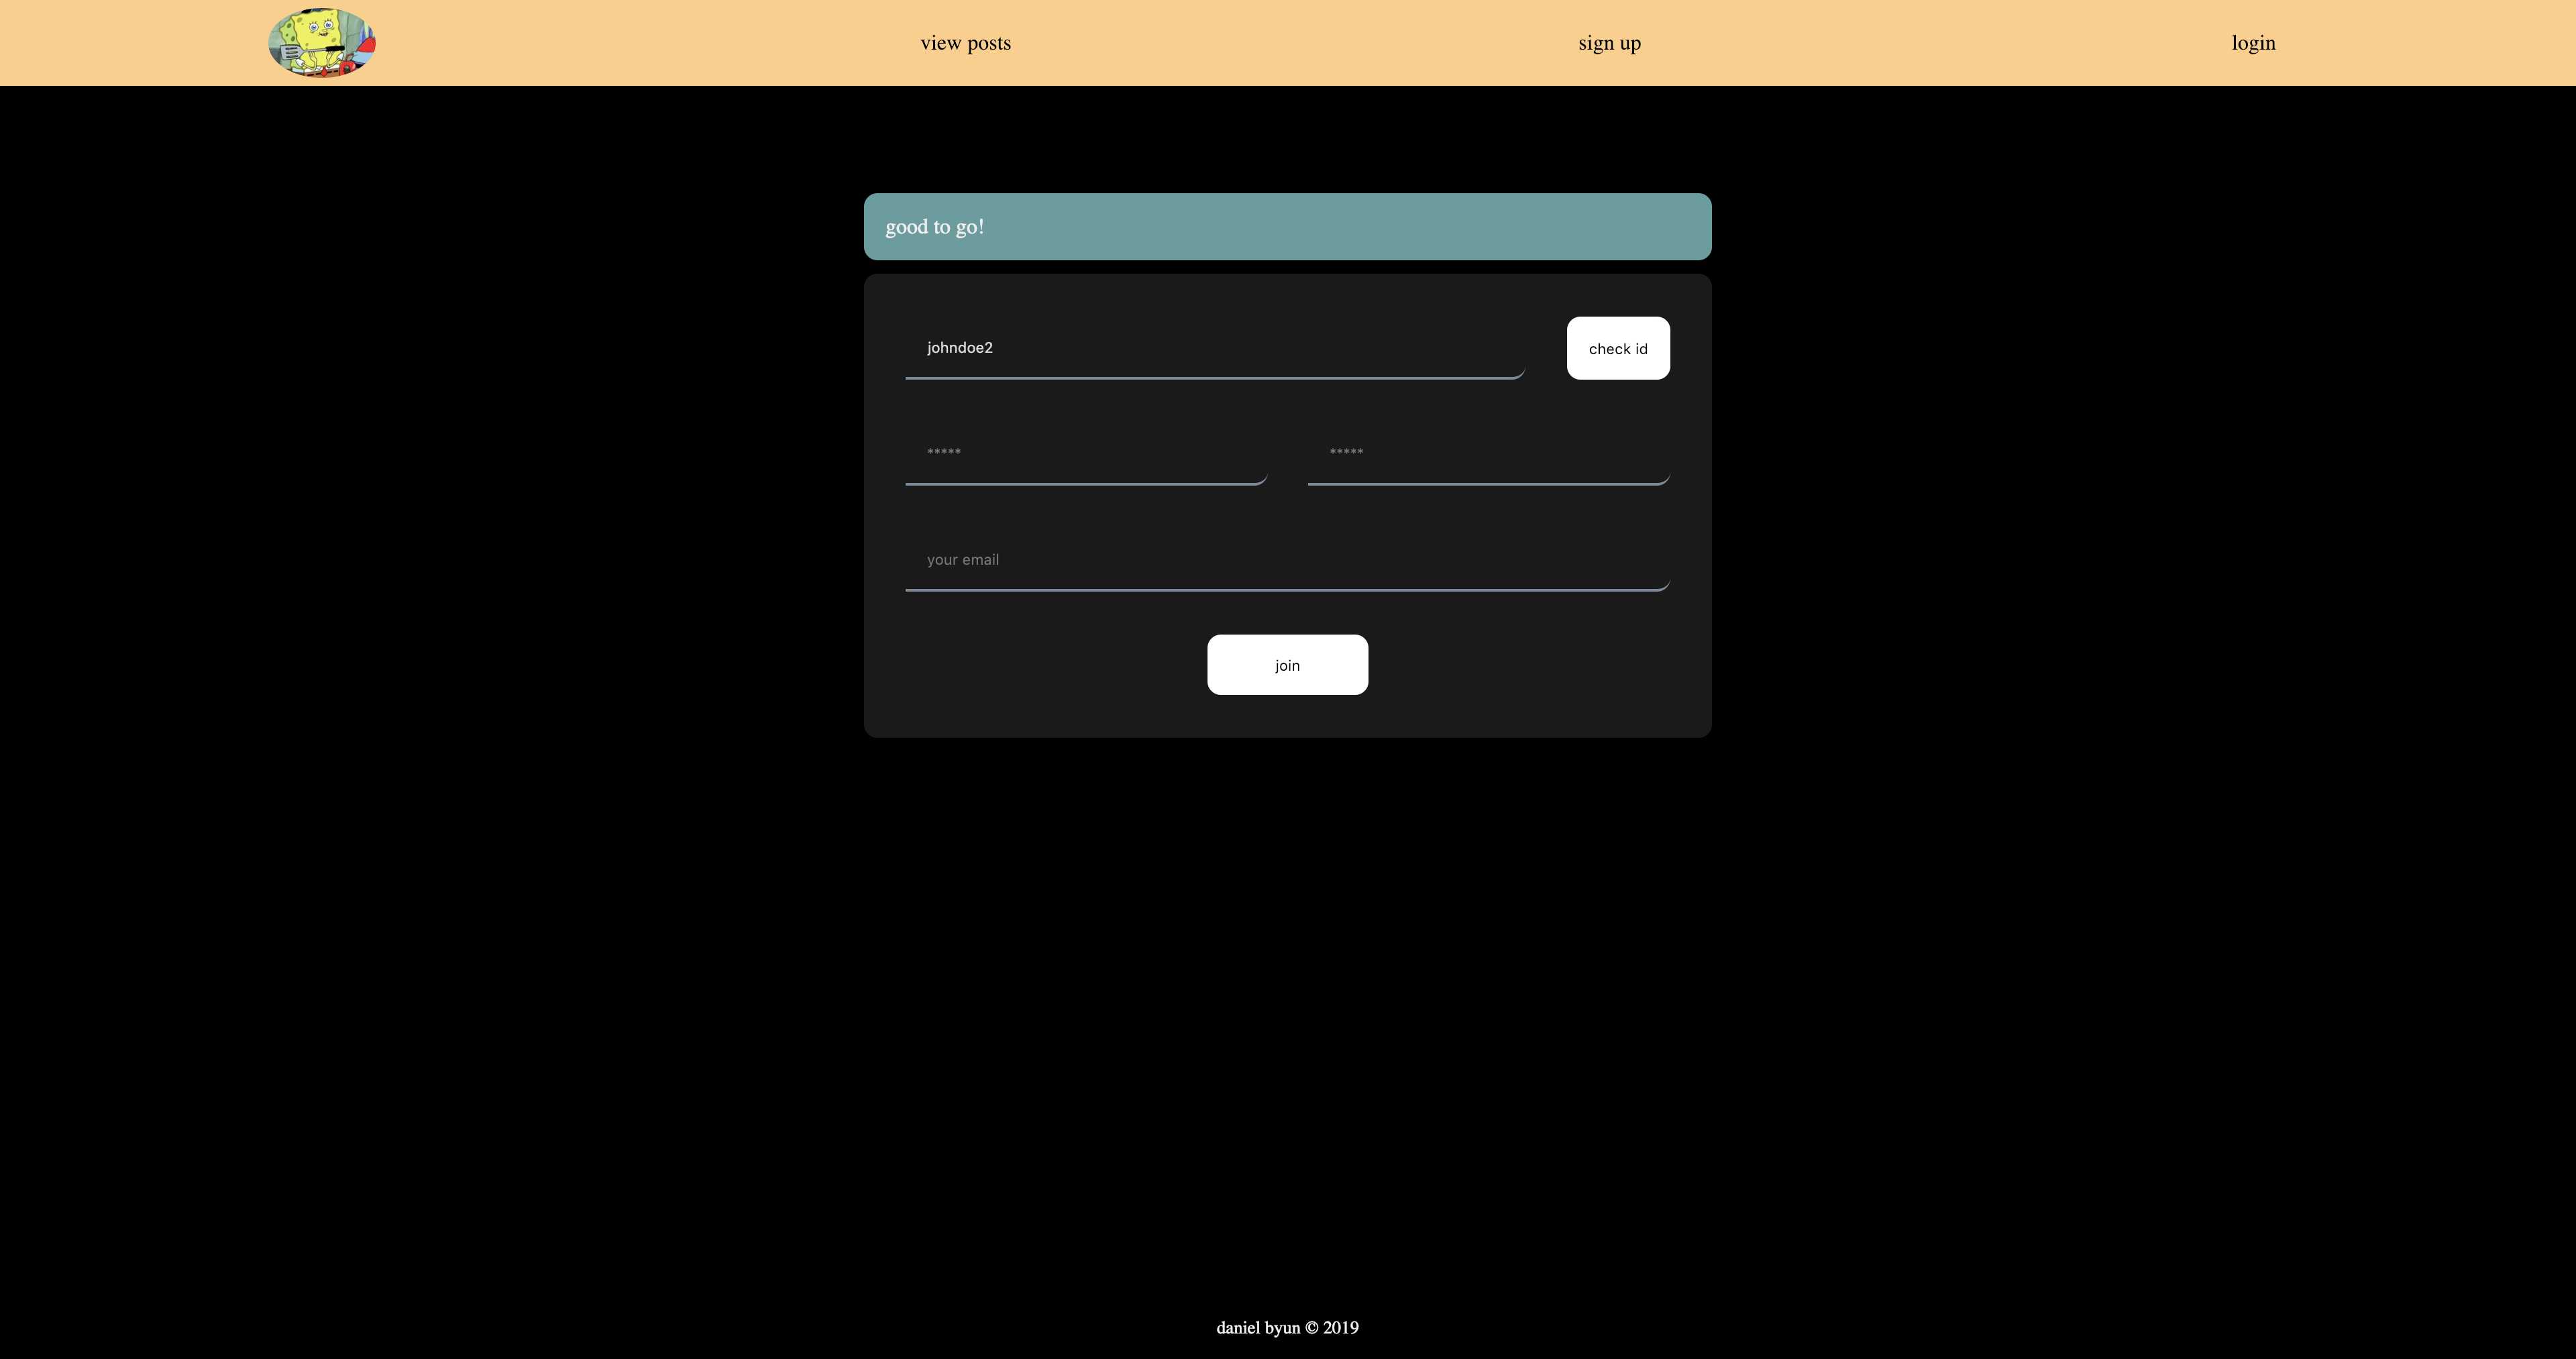 view posts
sign up
login
good to go!
johndoe2
check id
*****
*****
your email
join
daniel byun © 2019